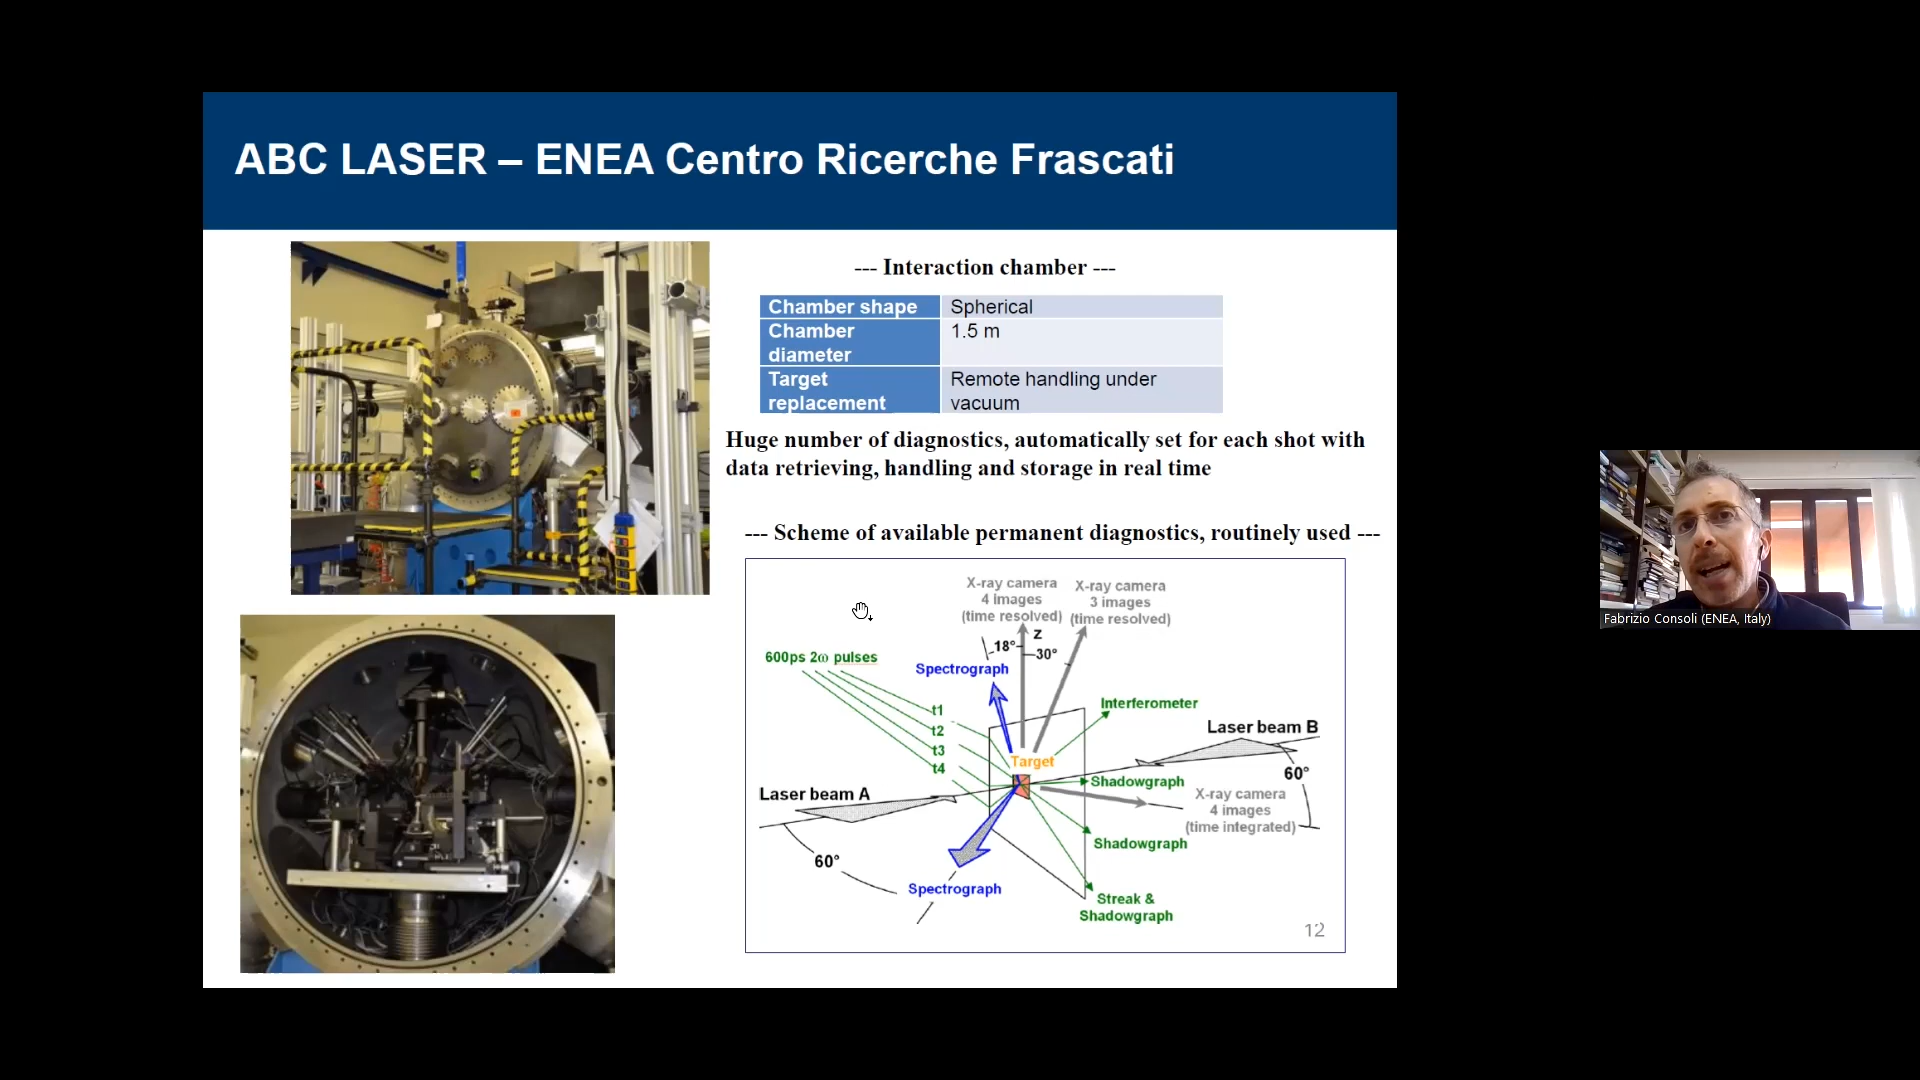 ABC LASER – ENEA Centro Ricerche Frascati
--- Interaction chamber ---
Chamber shape Spherical
Chamber 1.5 m
diameter
Target Remote handling under
replacement vacuum
Huge number of diagnostics, automatically set for each shot with
data retrieving, handling and storage in real time
--- Scheme of available permanent diagnostics, routinely used ---
X-ray camera
4 images
(time resolved)
X-ray camera
3 images
(time resolved)
Z
18°
30°
600ps 2ω pulses
Spectrograph
t1
t2
t3
t4
Interferometer
Laser beam B
Target
60°
Shadowgraph
Laser beam A
X-ray camera
4 images
(time integrated)
Shadowgraph
60°
Spectrograph
Streak &
Shadowgraph
12
Fabrizio Consoli (ENEA, Italy)